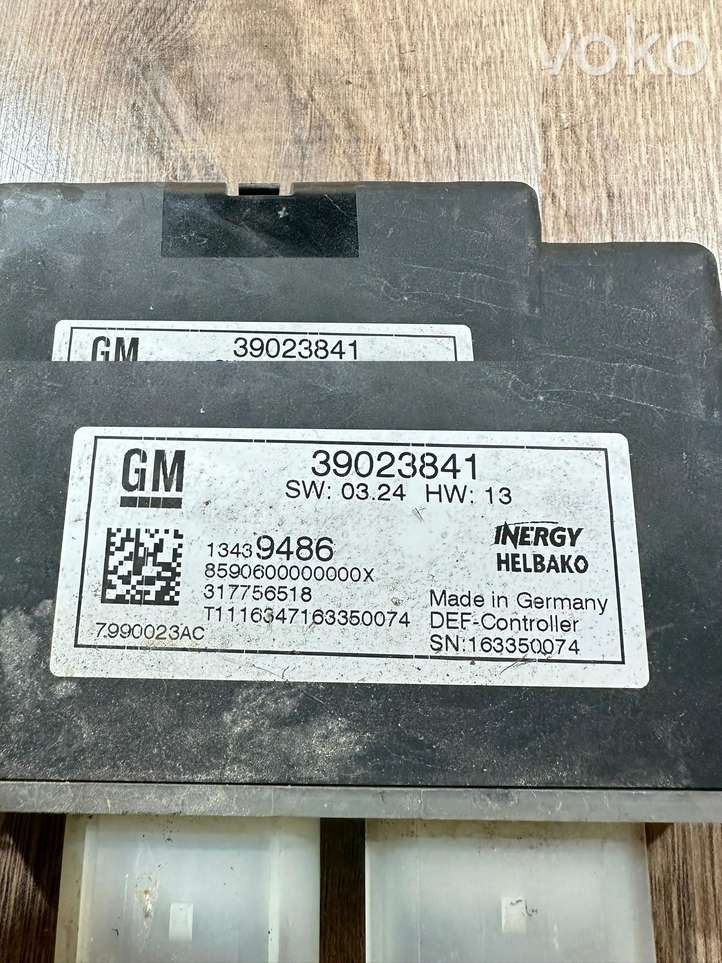 voko
GM 39023841
GM 39023841
SW: 03.24 HW: 13
13439486
8590600000000X
317756518
T1116347163350074
7990023AC
INERGY
HELBAKO
Made in Germany
DEF-Controller
SN:163350074